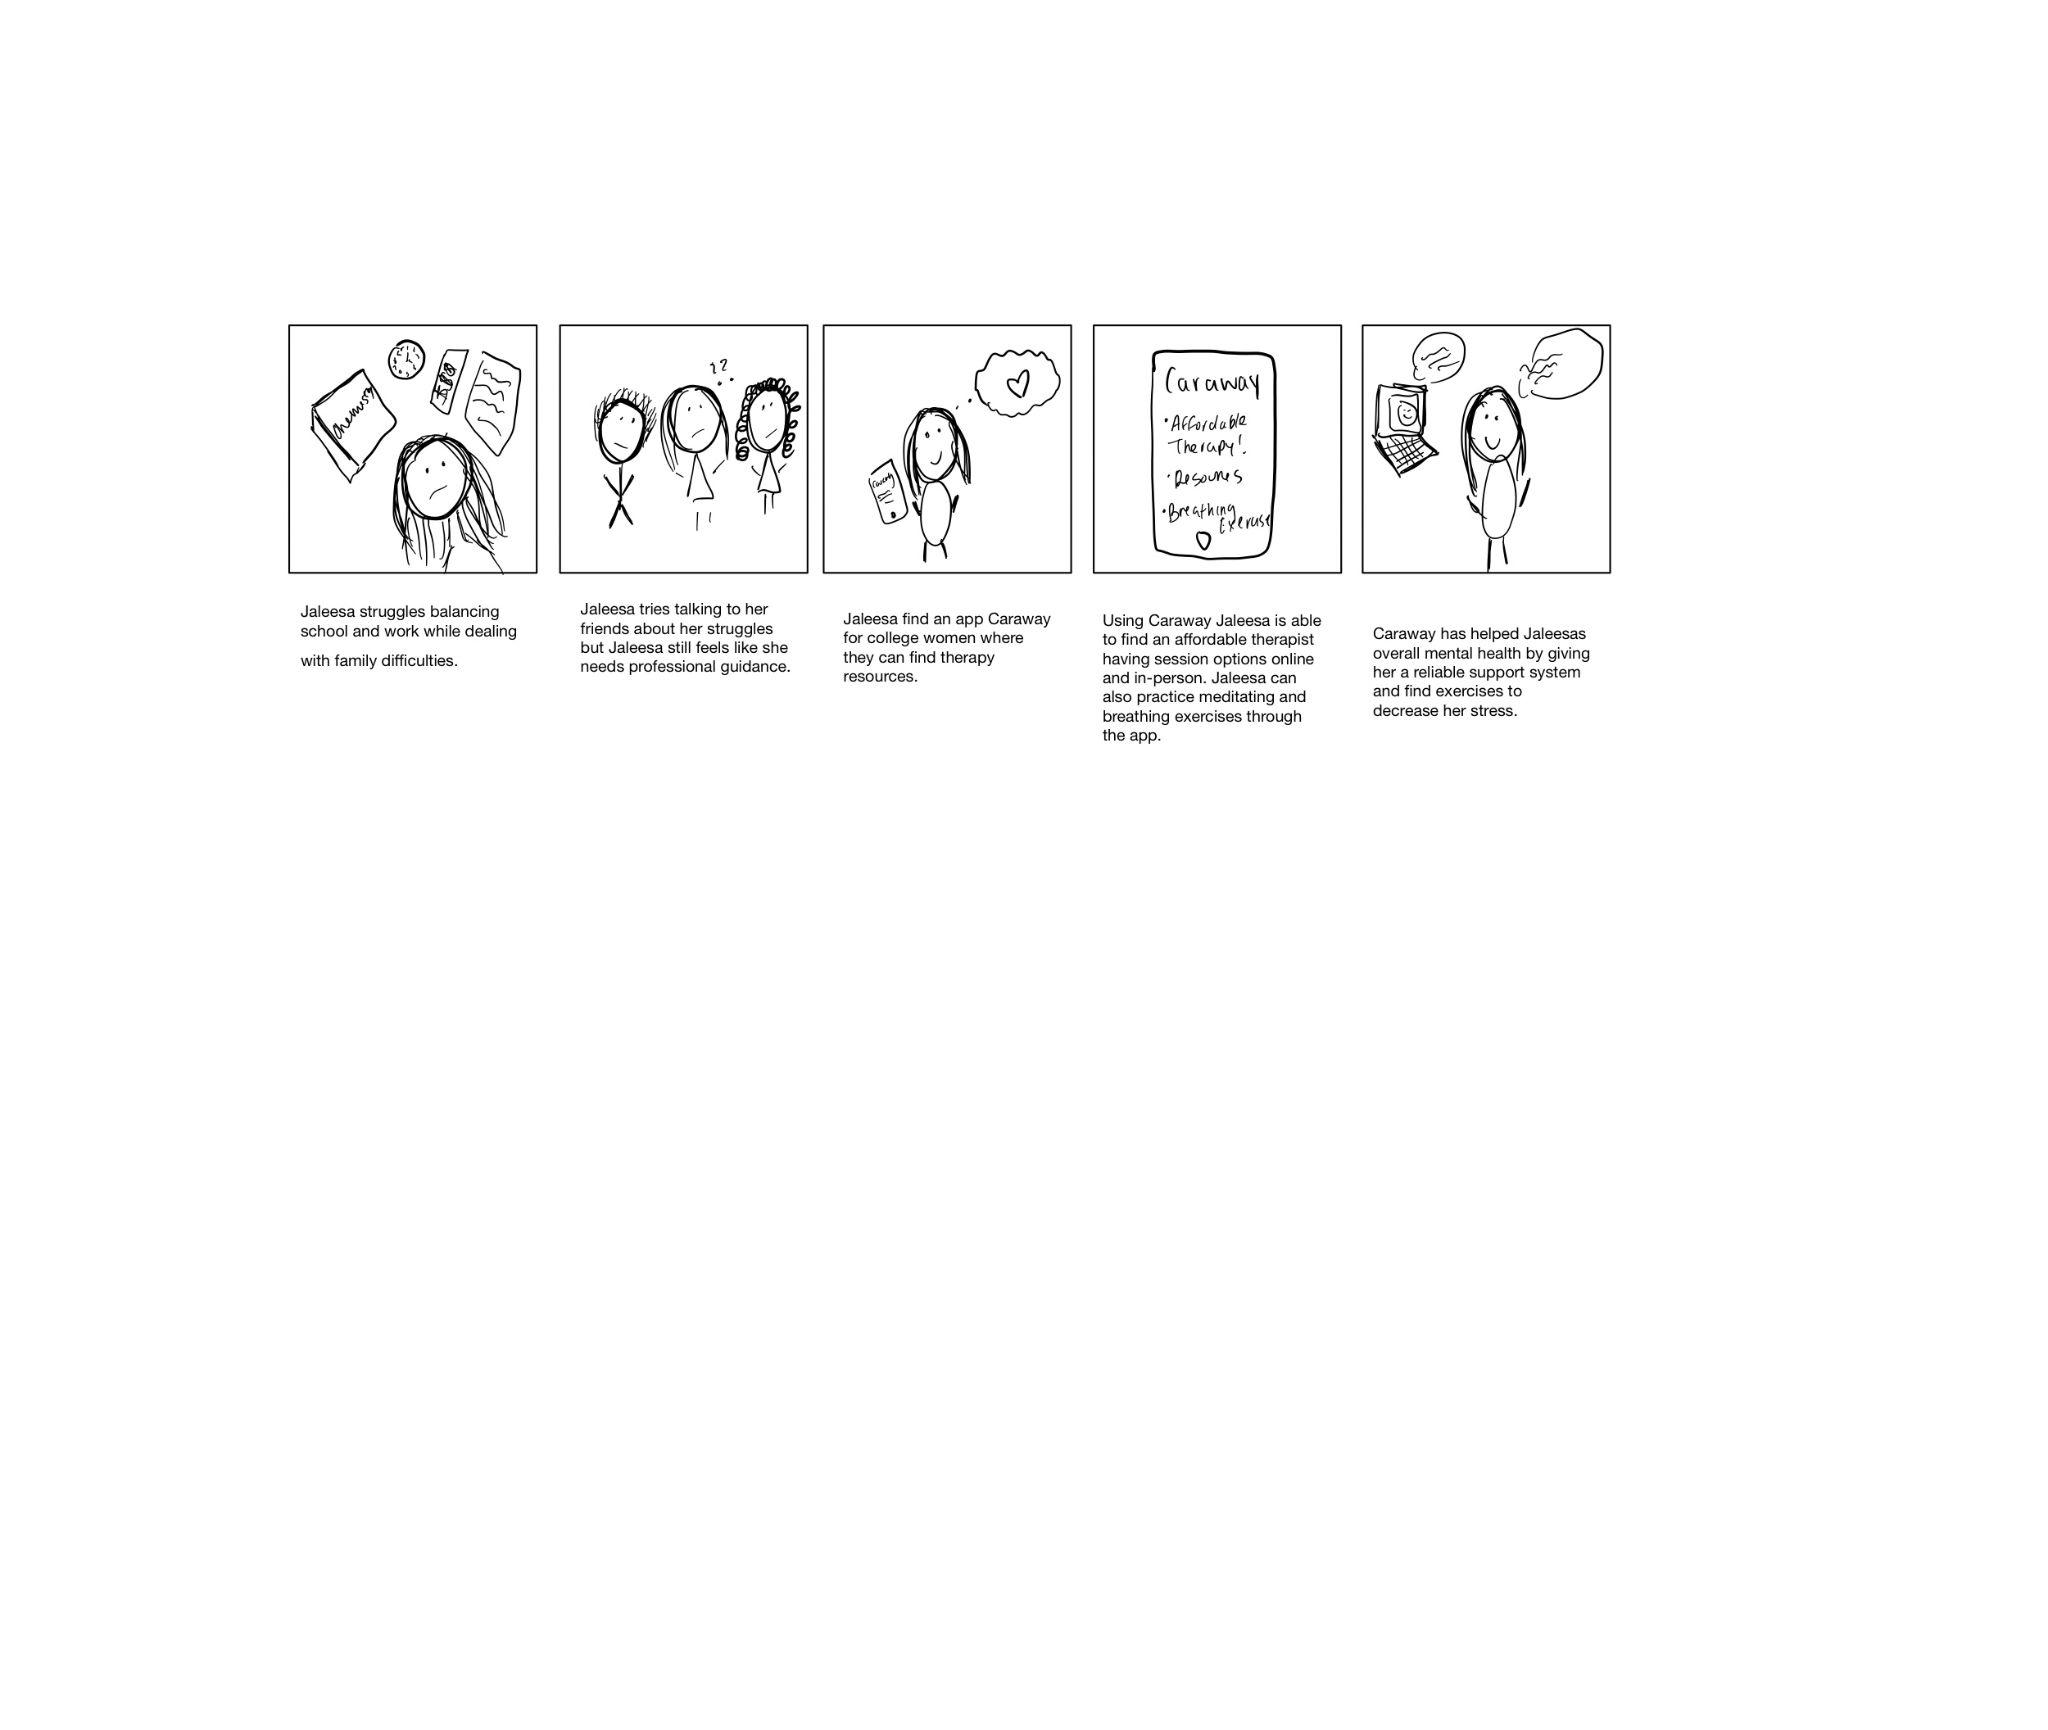 Chemistry
??
Caraway
Caraway
•Affordable
Therapy!
•Resources
•Breathing
Exercise
Jaleesa struggles balancing
school and work while dealing
with family difficulties.
Jaleesa tries talking to her
friends about her struggles
but Jaleesa still feels like she
needs professional guidance.
Jaleesa find an app Caraway
for college women where
they can find therapy
resources.
Using Caraway Jaleesa is able
to find an affordable therapist
having session options online
and in-person. Jaleesa can
also practice meditating and
breathing exercises through
the app.
Caraway has helped Jaleesas
overall mental health by giving
her a reliable support system
and find exercises to
decrease her stress.